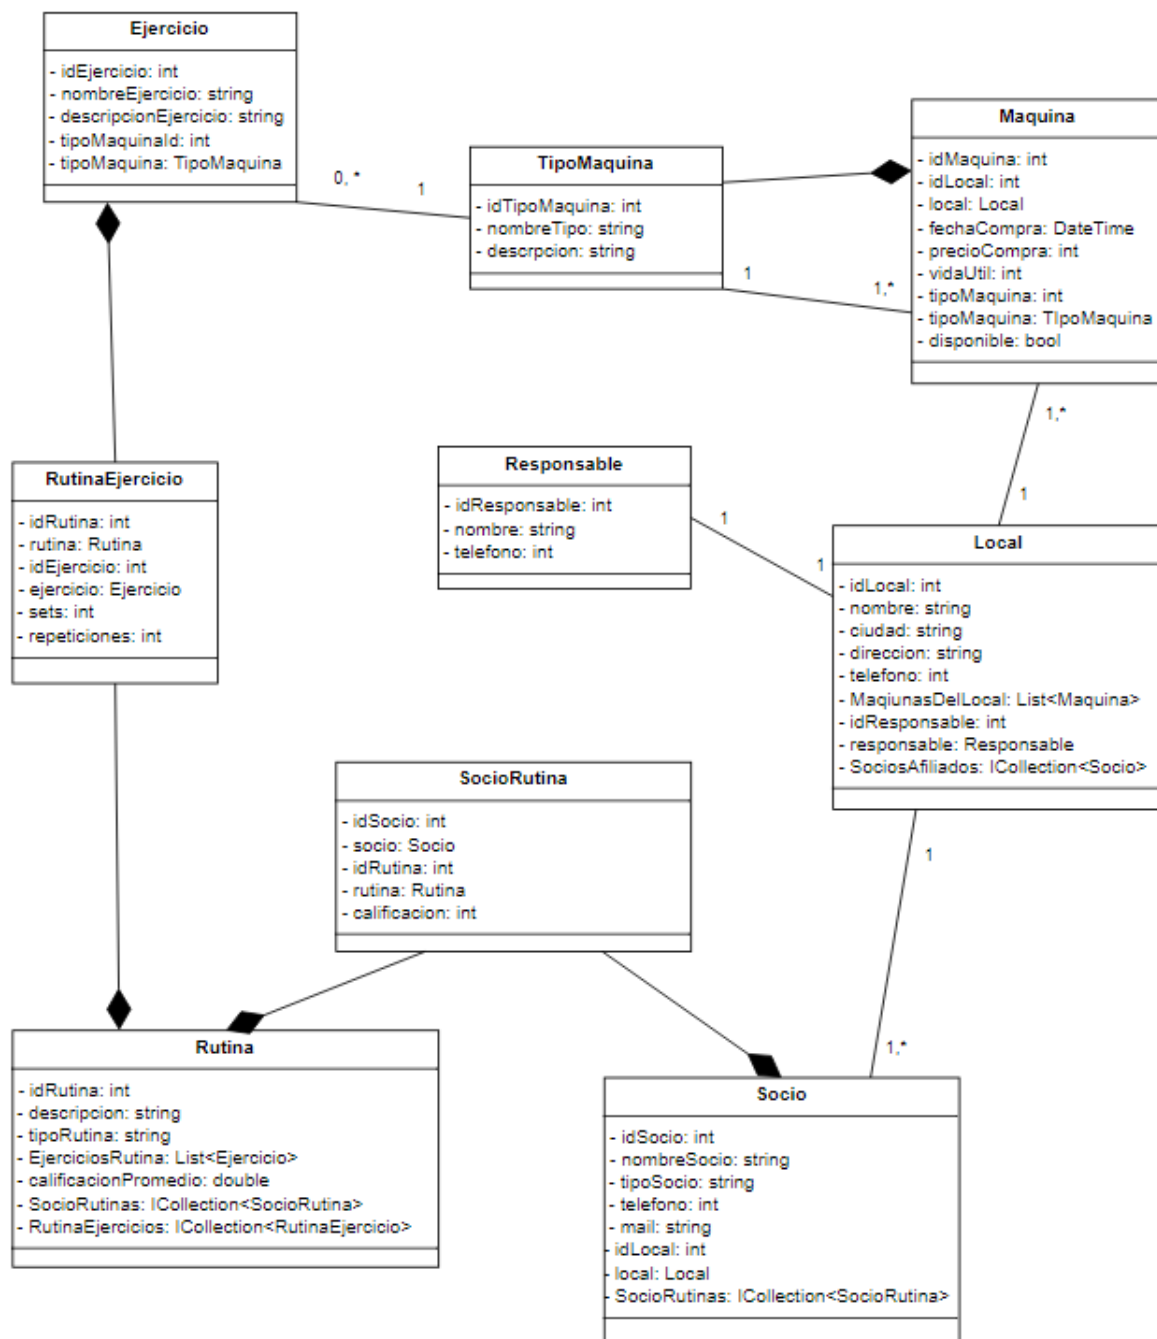 Ejercicio
- idEjercicio: int
- nombreEjercicio: string
- descripcionEjercicio: string
- tipoMaquinaId: int
- tipoMaquina: TipoMaquina
0, *
1
TipoMaquina
- idTipoMaquina: int
- nombreTipo: string
- descrpcion: string
1
1,*
Maquina
- idMaquina: int
- idLocal: int
- local: Local
- fechaCompra: DateTime
- precioCompra: int
- vidaUtil: int
- tipoMaquina: int
- tipoMaquina: TIpoMaquina
- disponible: bool
1,*
1
RutinaEjercicio
- idRutina: int
- rutina: Rutina
- idEjercicio: int
- ejercicio: Ejercicio
- sets: int
- repeticiones: int
Responsable
- idResponsable: int
- nombre: string
- telefono: int
1
1
Local
- idLocal: int
- nombre: string
- ciudad: string
- direccion: string
- telefono: int
- MaqiunasDelLocal: List<Maquina>
- idResponsable: int
- responsable: Responsable
- SociosAfiliados: ICollection<Socio>
1
1,*
SocioRutina
- idSocio: int
- socio: Socio
- idRutina: int
- rutina: Rutina
- calificacion: int
Rutina
- idRutina: int
- descripcion: string
- tipoRutina: string
- EjerciciosRutina: List<Ejercicio>
- calificacionPromedio: double
- SocioRutinas: ICollection<SocioRutina>
- RutinaEjercicios: ICollection<RutinaEjercicio>
Socio
- idSocio: int
- nombreSocio: string
- tipoSocio: string
- telefono: int
- mail: string
- idLocal: int
- local: Local
- SocioRutinas: ICollection<SocioRutina>